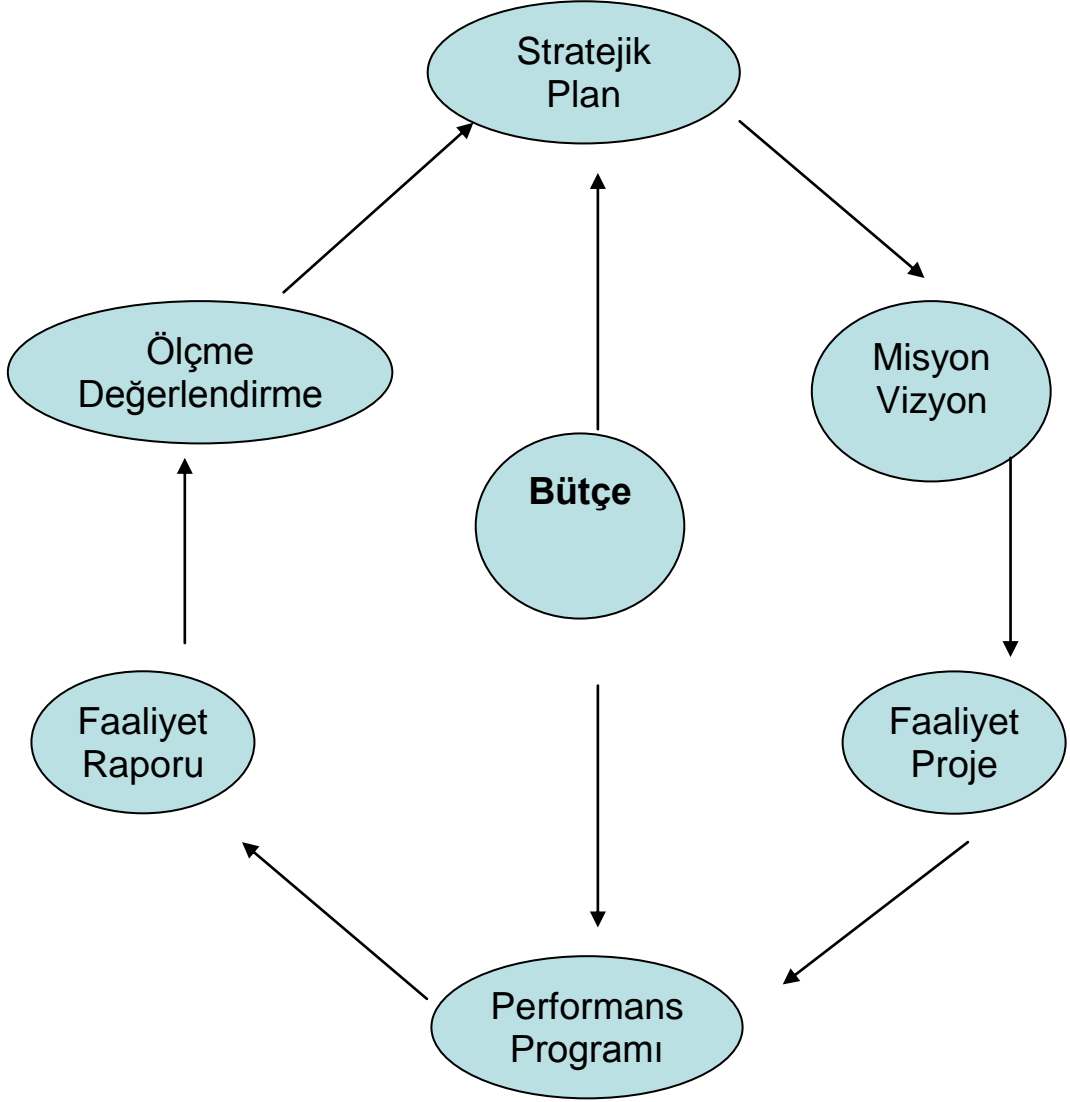 Stratejik
Plan
Ölçme
Değerlendirme
Misyon
Vizyon
Bütçe
Faaliyet
Raporu
Faaliyet
Proje
Performans
Programı